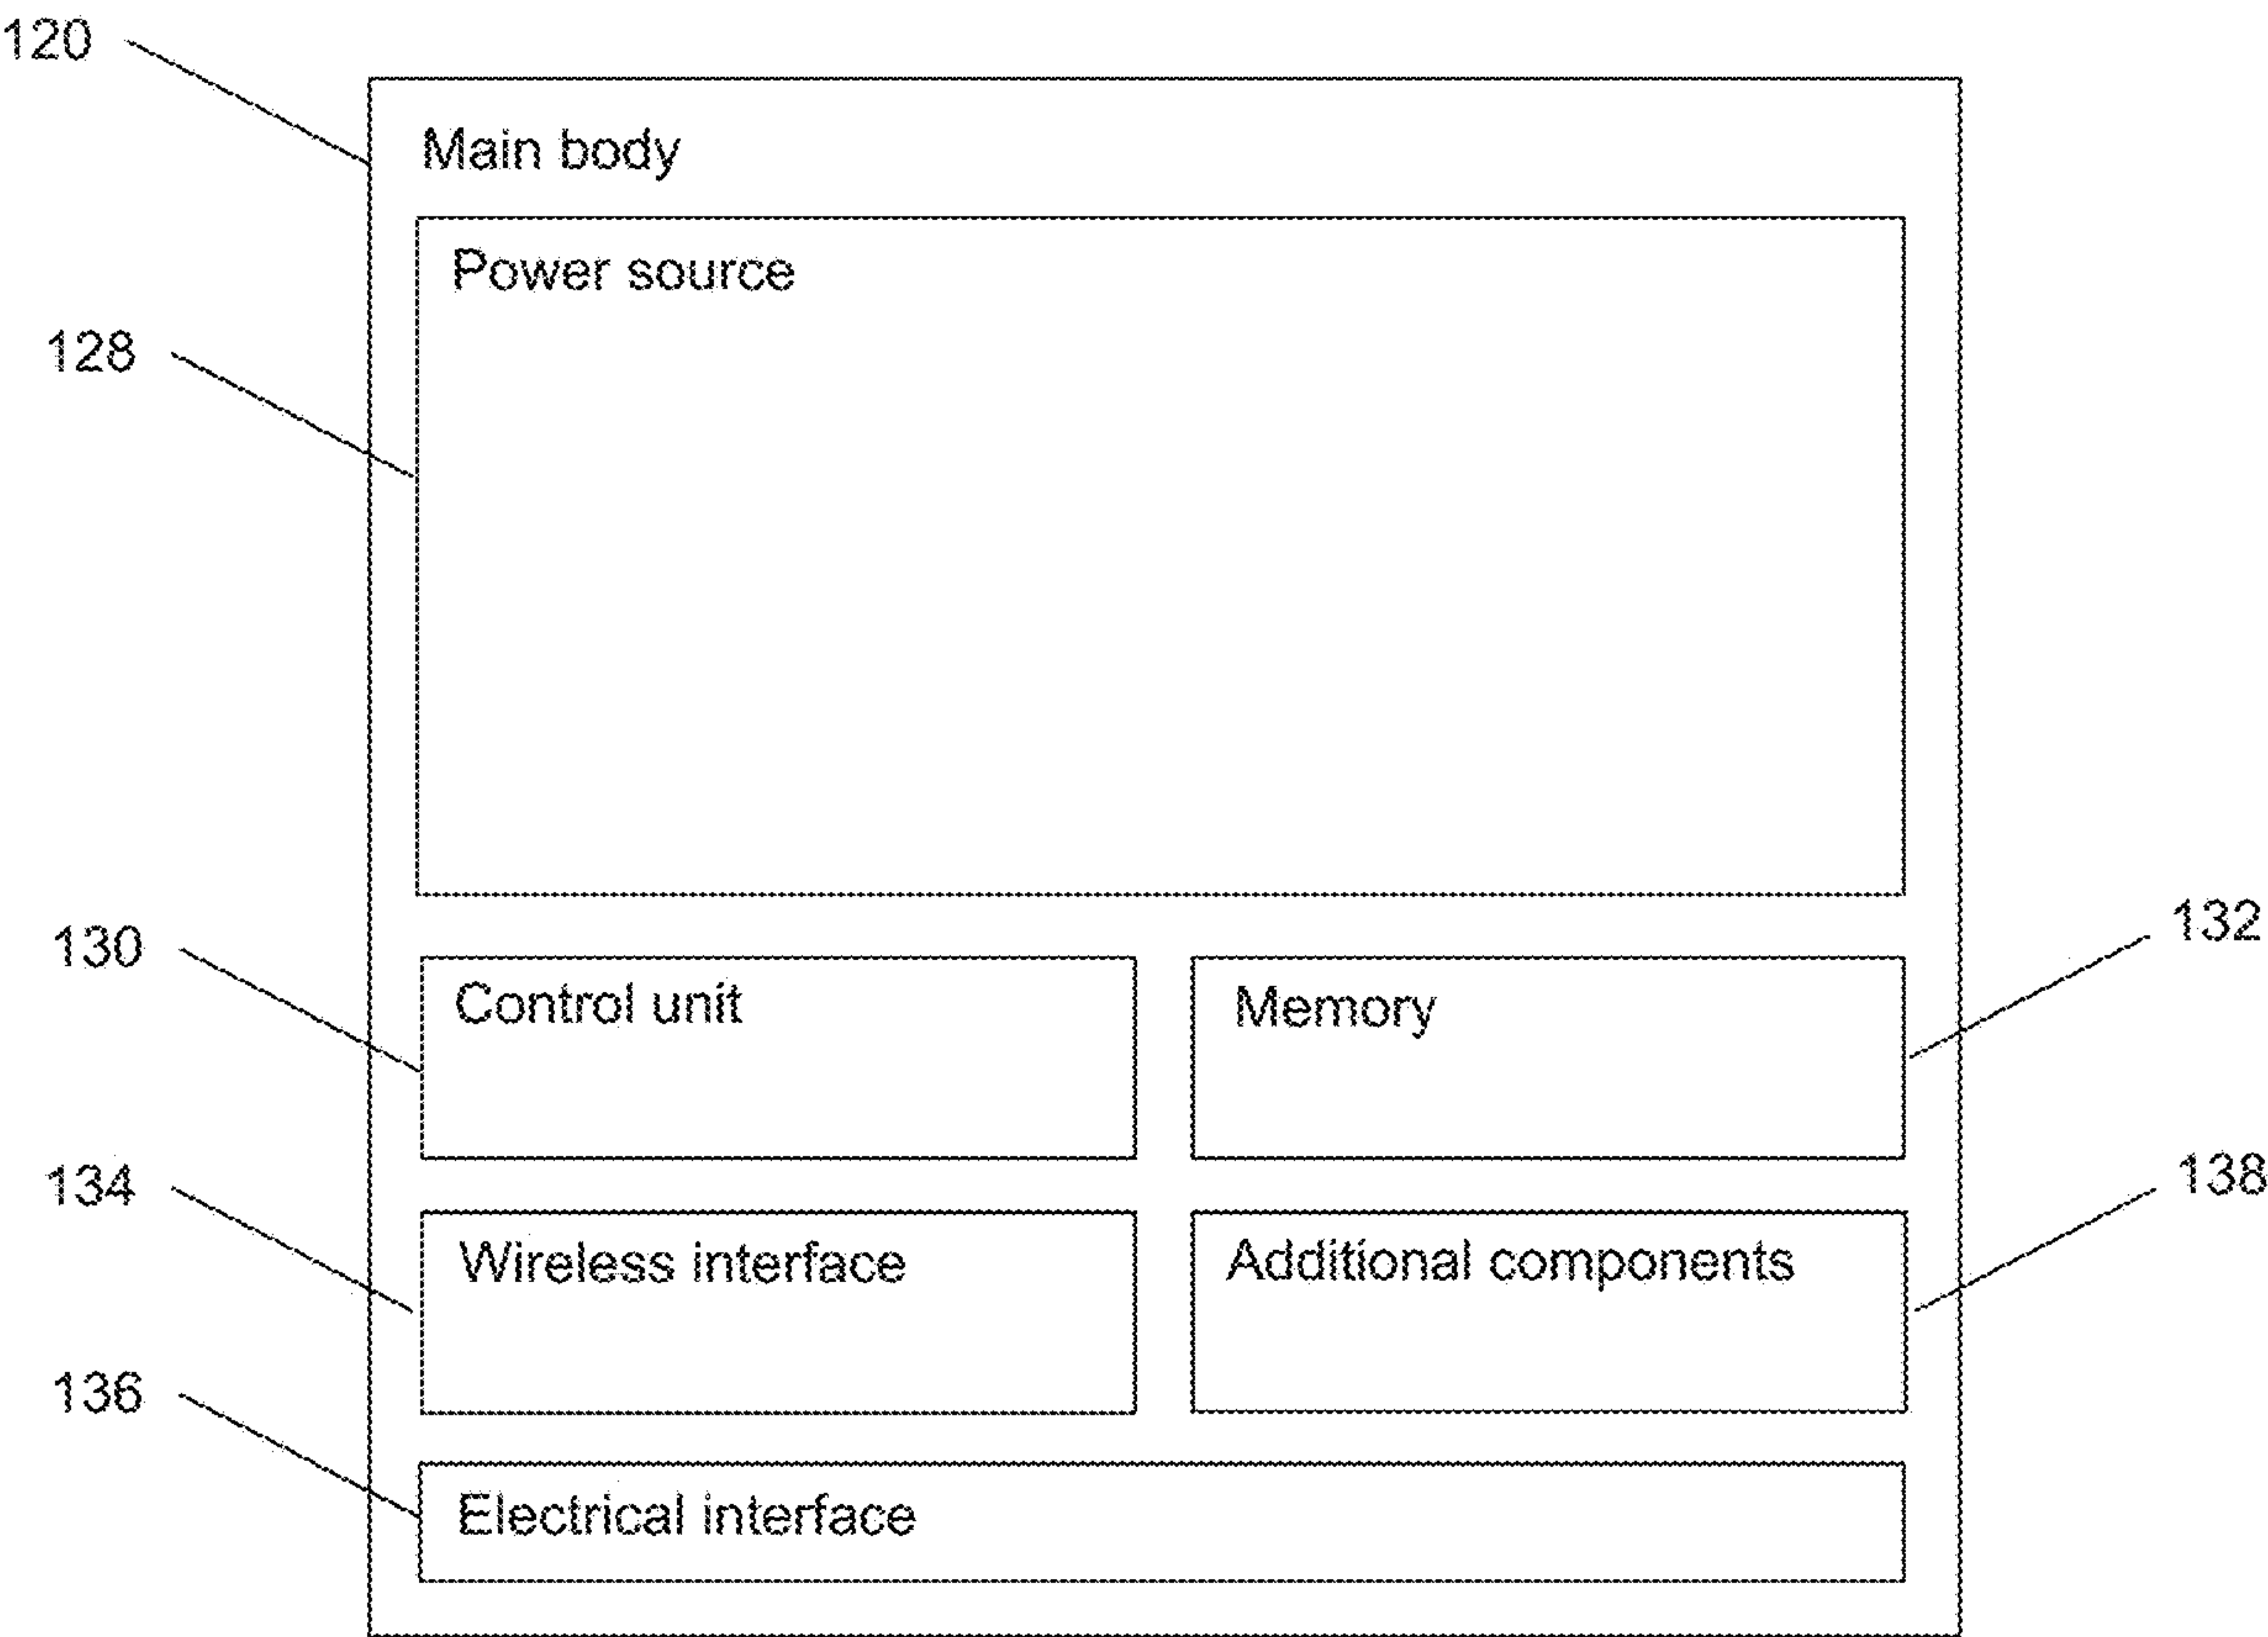 120
Main body
Power source
128
130
132
Control unit
Memory
134
138
Wireless interface
Additional components
136
Electrical interface